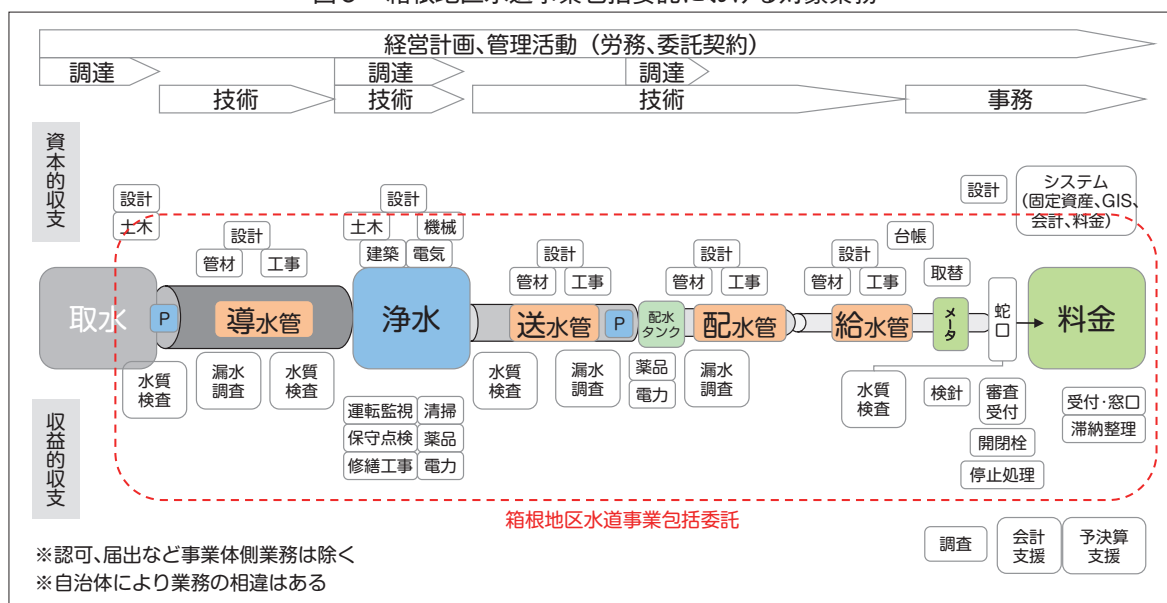 経営計画、管理活動（労務、委託契約）
調達
調達
調達
技術
技術
技術
事務
資本的収支
設計
土木
設計
管材
工事
設計
土木
機械
建築
電気
設計
管材
工事
設計
管材
工事
設計
管材
工事
台帳
取替
設計
システム
(固定資産、GIS、
会計、料金)
取水
P
導水管
浄水
送水管
P
配水
タンク
配水管
給水管
メータ
蛇口
料金
収益的収支
水質
検査
漏水
調査
水質
検査
運転監視
清掃
保守点検
薬品
修繕工事
電力
水質
検査
漏水
調査
薬品
電力
漏水
調査
水質
検査
検針
審査
受付
開閉栓
停止処理
受付・窓口
滞納整理
箱根地区水道事業包括委託
調査
会計
支援
予決算
支援
※認可、届出など事業体側業務は除く
※自治体により業務の相違はある